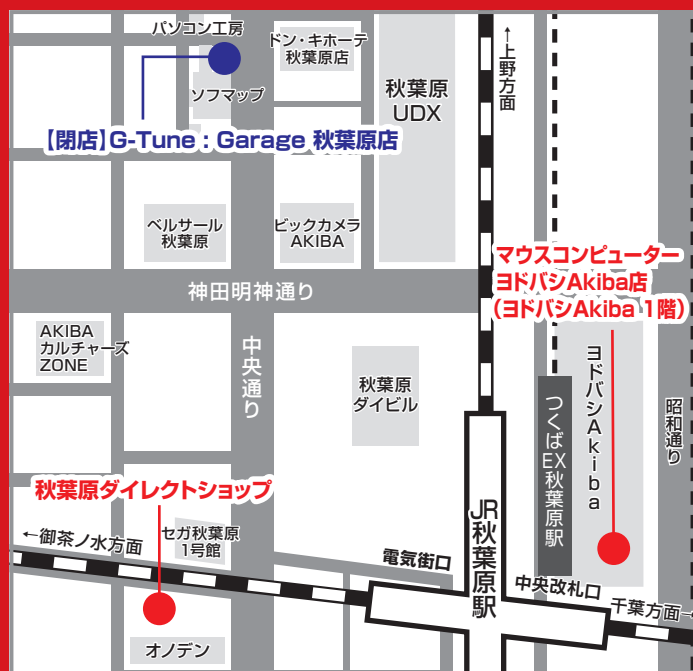 パソコン工房
ドン・キホーテ
秋葉原店
ソフマップ
秋葉原
UDX
↑上野方面
【閉店】G-Tune : Garage 秋葉原店
ベルサール
秋葉原
ビックカメラ
AKIBA
マウスコンピューター
ヨドバシAkiba店
(ヨドバシAkiba 1階)
神田明神通り
AKIBA
カルチャーズ
ZONE
中央通り
秋葉原
ダイビル
ヨドバシAkiba
つくばEX秋葉原駅
昭和通り
秋葉原ダイレクトショップ
←御茶ノ水方面
セガ秋葉原
1号館
電気街口
JR秋葉原駅
中央改札口
千葉方面→
オノデン